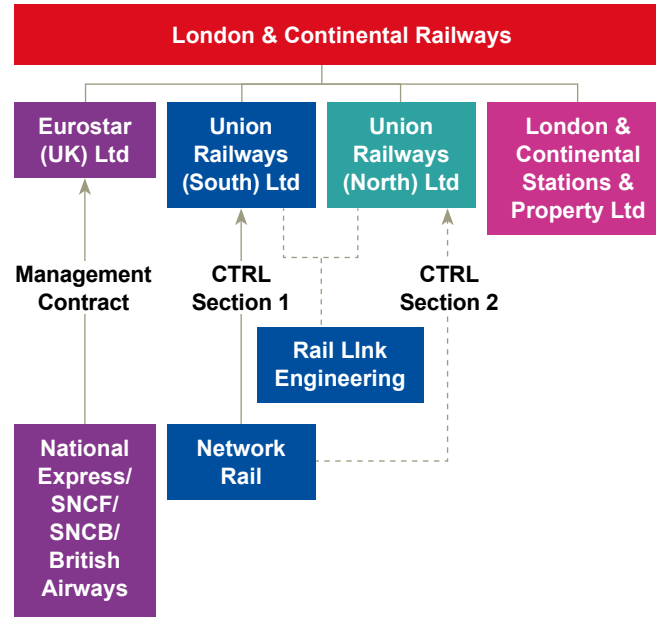 London & Continental Railways
Eurostar
(UK) Ltd
Union
Railways
(South) Ltd
Union
Railways
(North) Ltd
London &
Continental
Stations &
Property Ltd
Management
Contract
CTRL
Section 1
CTRL
Section 2
Rail LInk
Engineering
National
Express/
SNCF/
SNCB/
British
Airways
Network
Rail